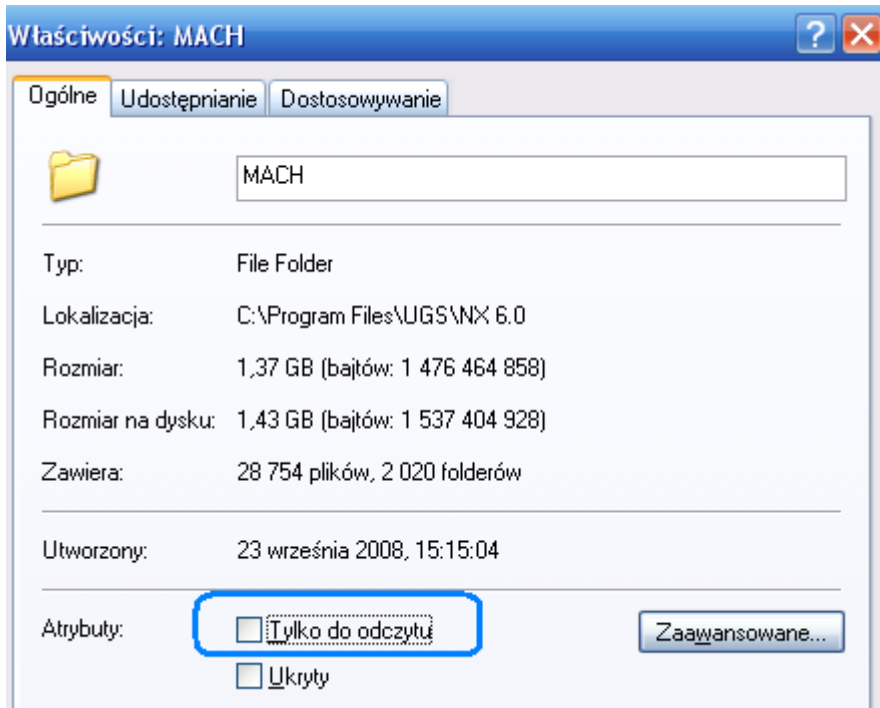 Właściwości: MACH
Ogólne Udostępnianie Dostosowywanie
MACH
Typ: File Folder
Lokalizacja: C:\Program Files\UGS\NX 6.0
Rozmiar: 1,37 GB (bajtów: 1 476 464 858)
Rozmiar na dysku: 1,43 GB (bajtów: 1 537 404 928)
Zawiera: 28 754 plików, 2 020 folderów
Utworzony: 23 września 2008, 15:15:04
Atrybuty: Tylko do odczytu Zaawansowane...
Ukryty